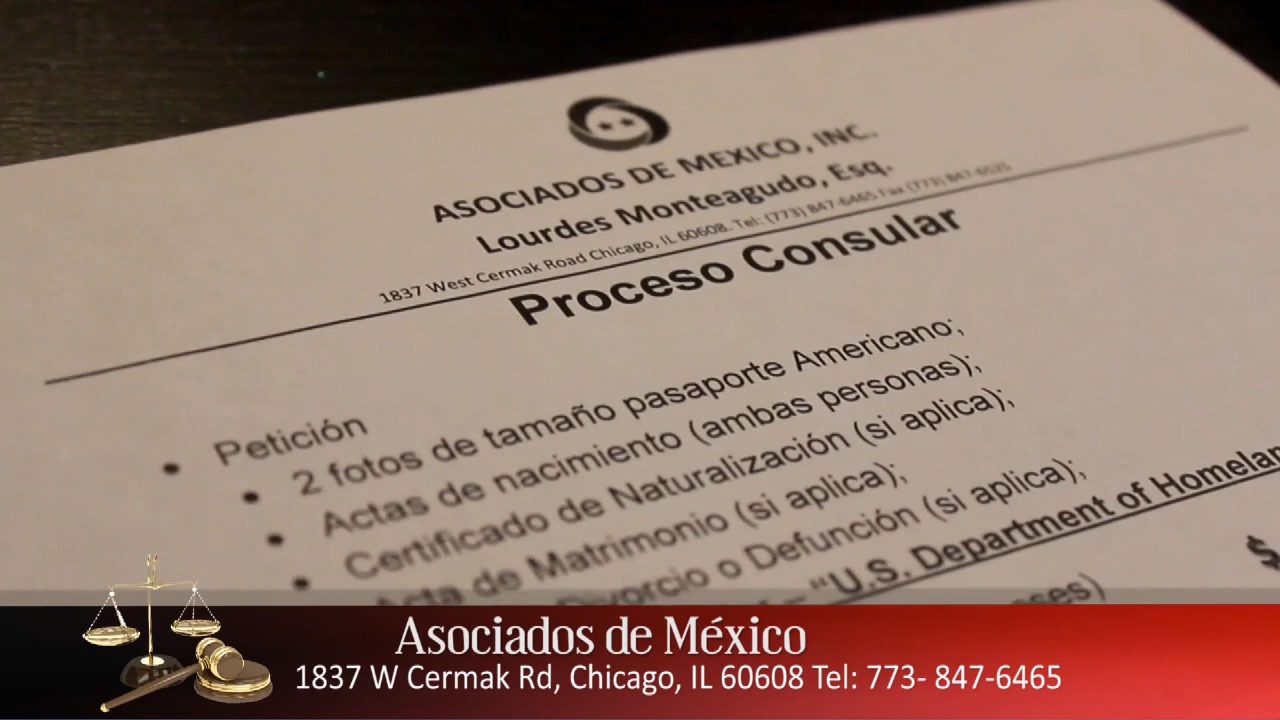 ASOCIADOS DE MEXICO, INC.
Lourdes Monteagudo, Esq.
1837 West Cermak Road Chicago, IL 60608. Tel: (773) 847-6465 Fax (773)
Proceso Consular
• Petición
• 2 fotos de tamaño pasaporte Americano;
• Actas de nacimiento (ambas personas);
• Certificado de Naturalización (si aplica);
Acta de Matrimonio (si aplica);
Divorcio o Defunción (si aplica);
– "U.S. Department of Homelan
$
Asociados de México
1837 W Cermak Rd, Chicago, IL 60608 Tel: 773- 847-6465